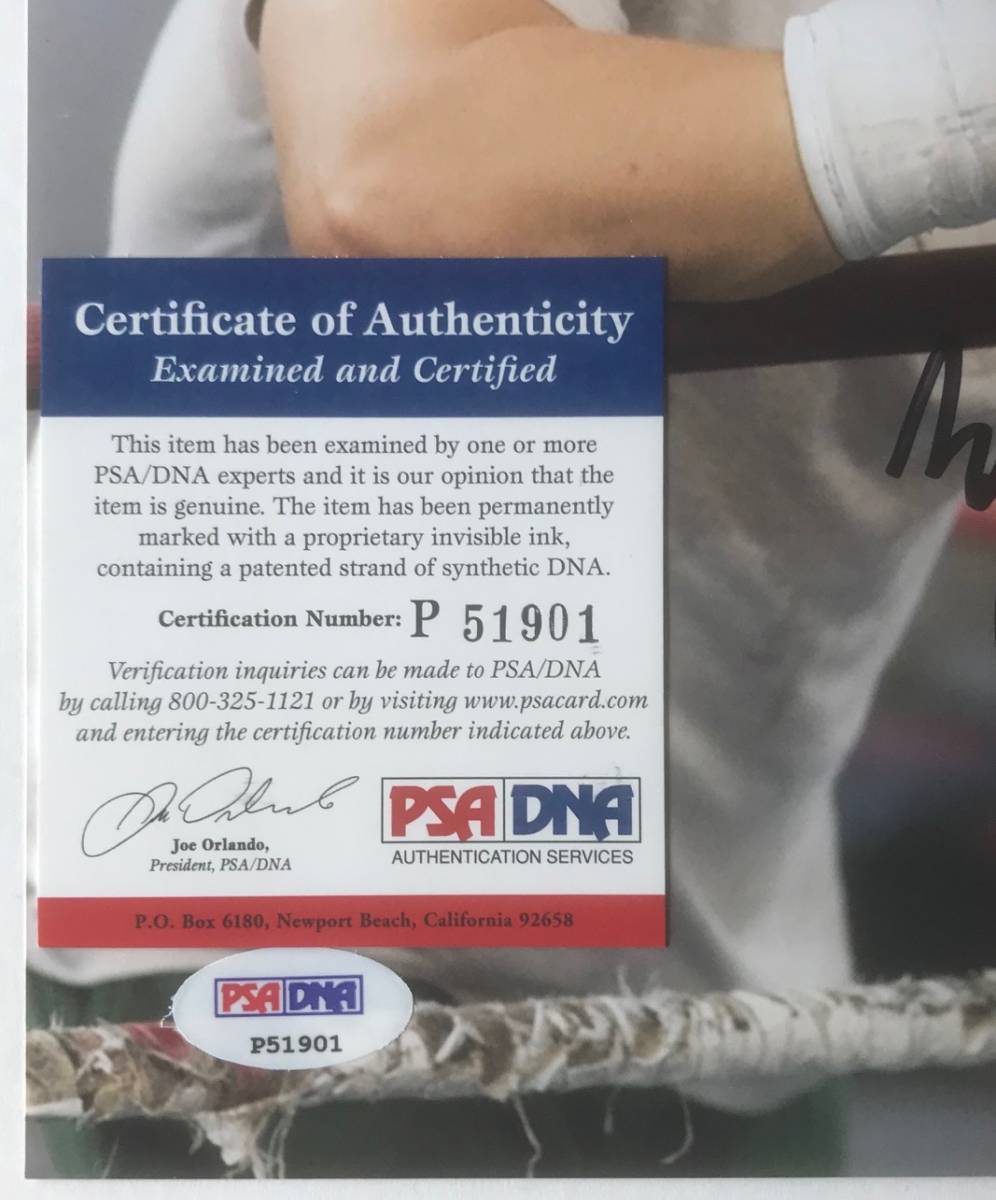 Certificate of Authenticity
Examined and Certified
This item has been examined by one or more
PSA/DNA experts and it is our opinion that the
item is genuine. The item has been permanently
marked with a proprietary invisible ink,
containing a patented strand of synthetic DNA.
Certification Number: P 51901
Verification inquiries can be made to PSA/DNA
by calling 800-325-1121 or by visiting www.psacard.com
and entering the certification number indicated above.
Joe Orlando,
President, PSA/DNA
PSA DNA
AUTHENTICATION SERVICES
P.O. Box 6180, Newport Beach, California 92658
PSA DNA
P51901